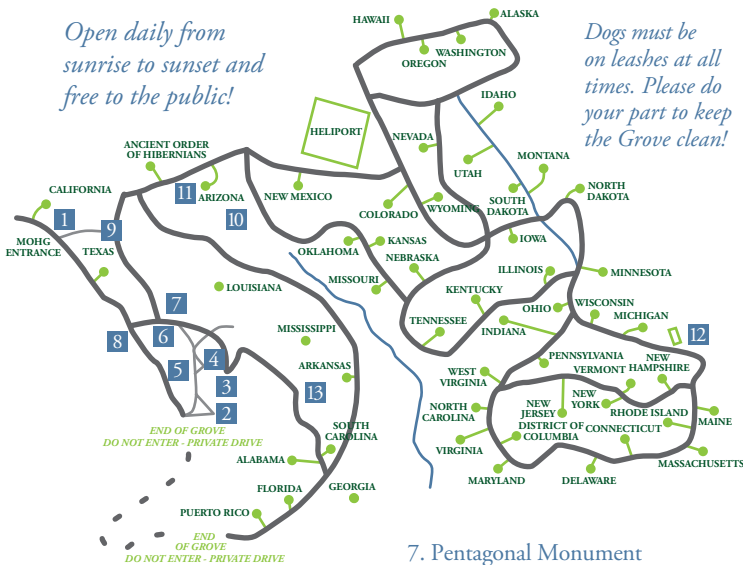 Open daily from
sunrise to sunset and
free to the public!
Dogs must be
on leashes at all
times. Please do
your part to keep
the Grove clean!
HAWAII
ALASKA
WASHINGTON
OREGON
IDAHO
HELIPORT
NEVADA
UTAH
MONTANA
ANCIENT ORDER
OF HIBERNIANS
CALIFORNIA
11
ARIZONA
NEW MEXICO
COLORADO
WYOMING
SOUTH
DAKOTA
NORTH
DAKOTA
1
MOHG
ENTRANCE
9
10
TEXAS
OKLAHOMA
KANSAS
NEBRASKA
IOWA
ILLINOIS
MINNESOTA
MISSOURI
LOUISIANA
KENTUCKY
7
OHIO
WISCONSIN
MICHIGAN
MISSISSIPPI
TENNESSEE
INDIANA
12
8
6
5
4
3
2
ARKANSAS
13
WEST
VIRGINIA
PENNSYLVANIA
VERMONT
NEW
HAMPSHIRE
NORTH
CAROLINA
NEW
JERSEY
NEW
YORK
RHODE ISLAND
MAINE
DISTRICT OF
COLUMBIA
CONNECTICUT
END OF GROVE
DO NOT ENTER - PRIVATE DRIVE
SOUTH
CAROLINA
VIRGINIA
ALABAMA
MASSACHUSETTS
MARYLAND
DELAWARE
FLORIDA
GEORGIA
PUERTO RICO
END
OF GROVE
DO NOT ENTER - PRIVATE DRIVE
7. Pentagonal Monument